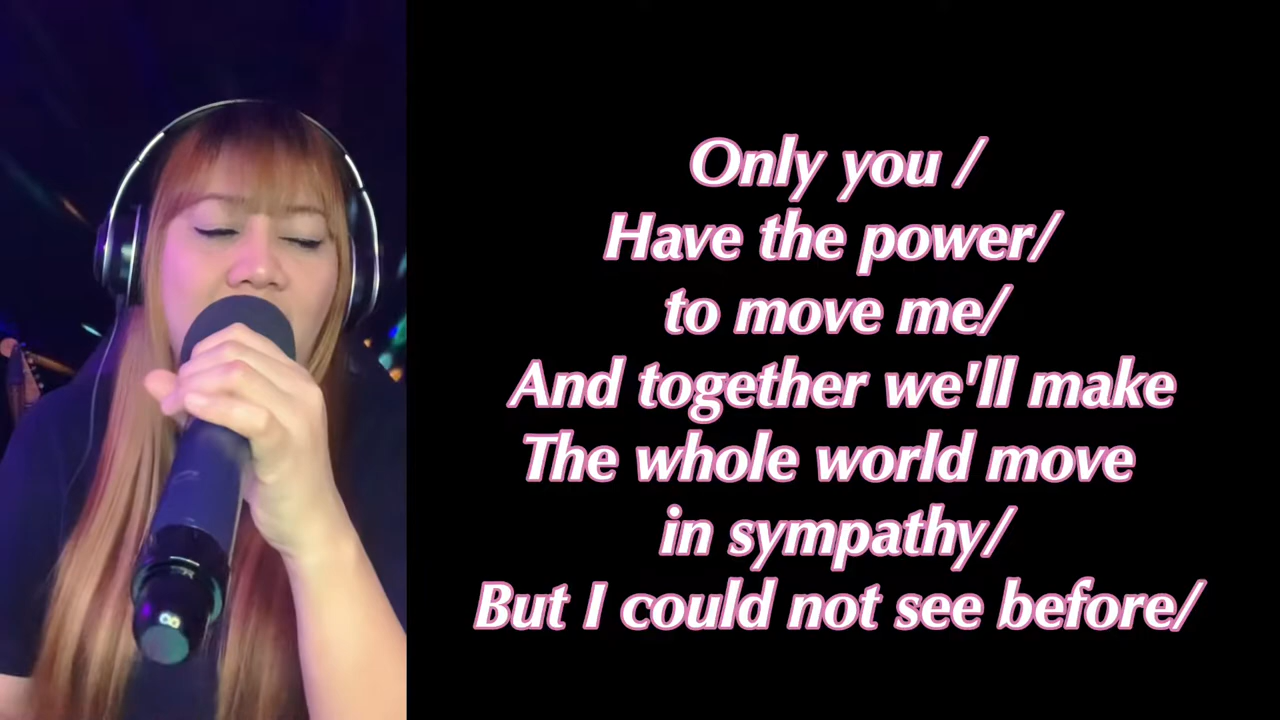 Only you /
Have the power/
to move me/
And together we'll make
The whole world move
in sympathy/
But I could not see before/